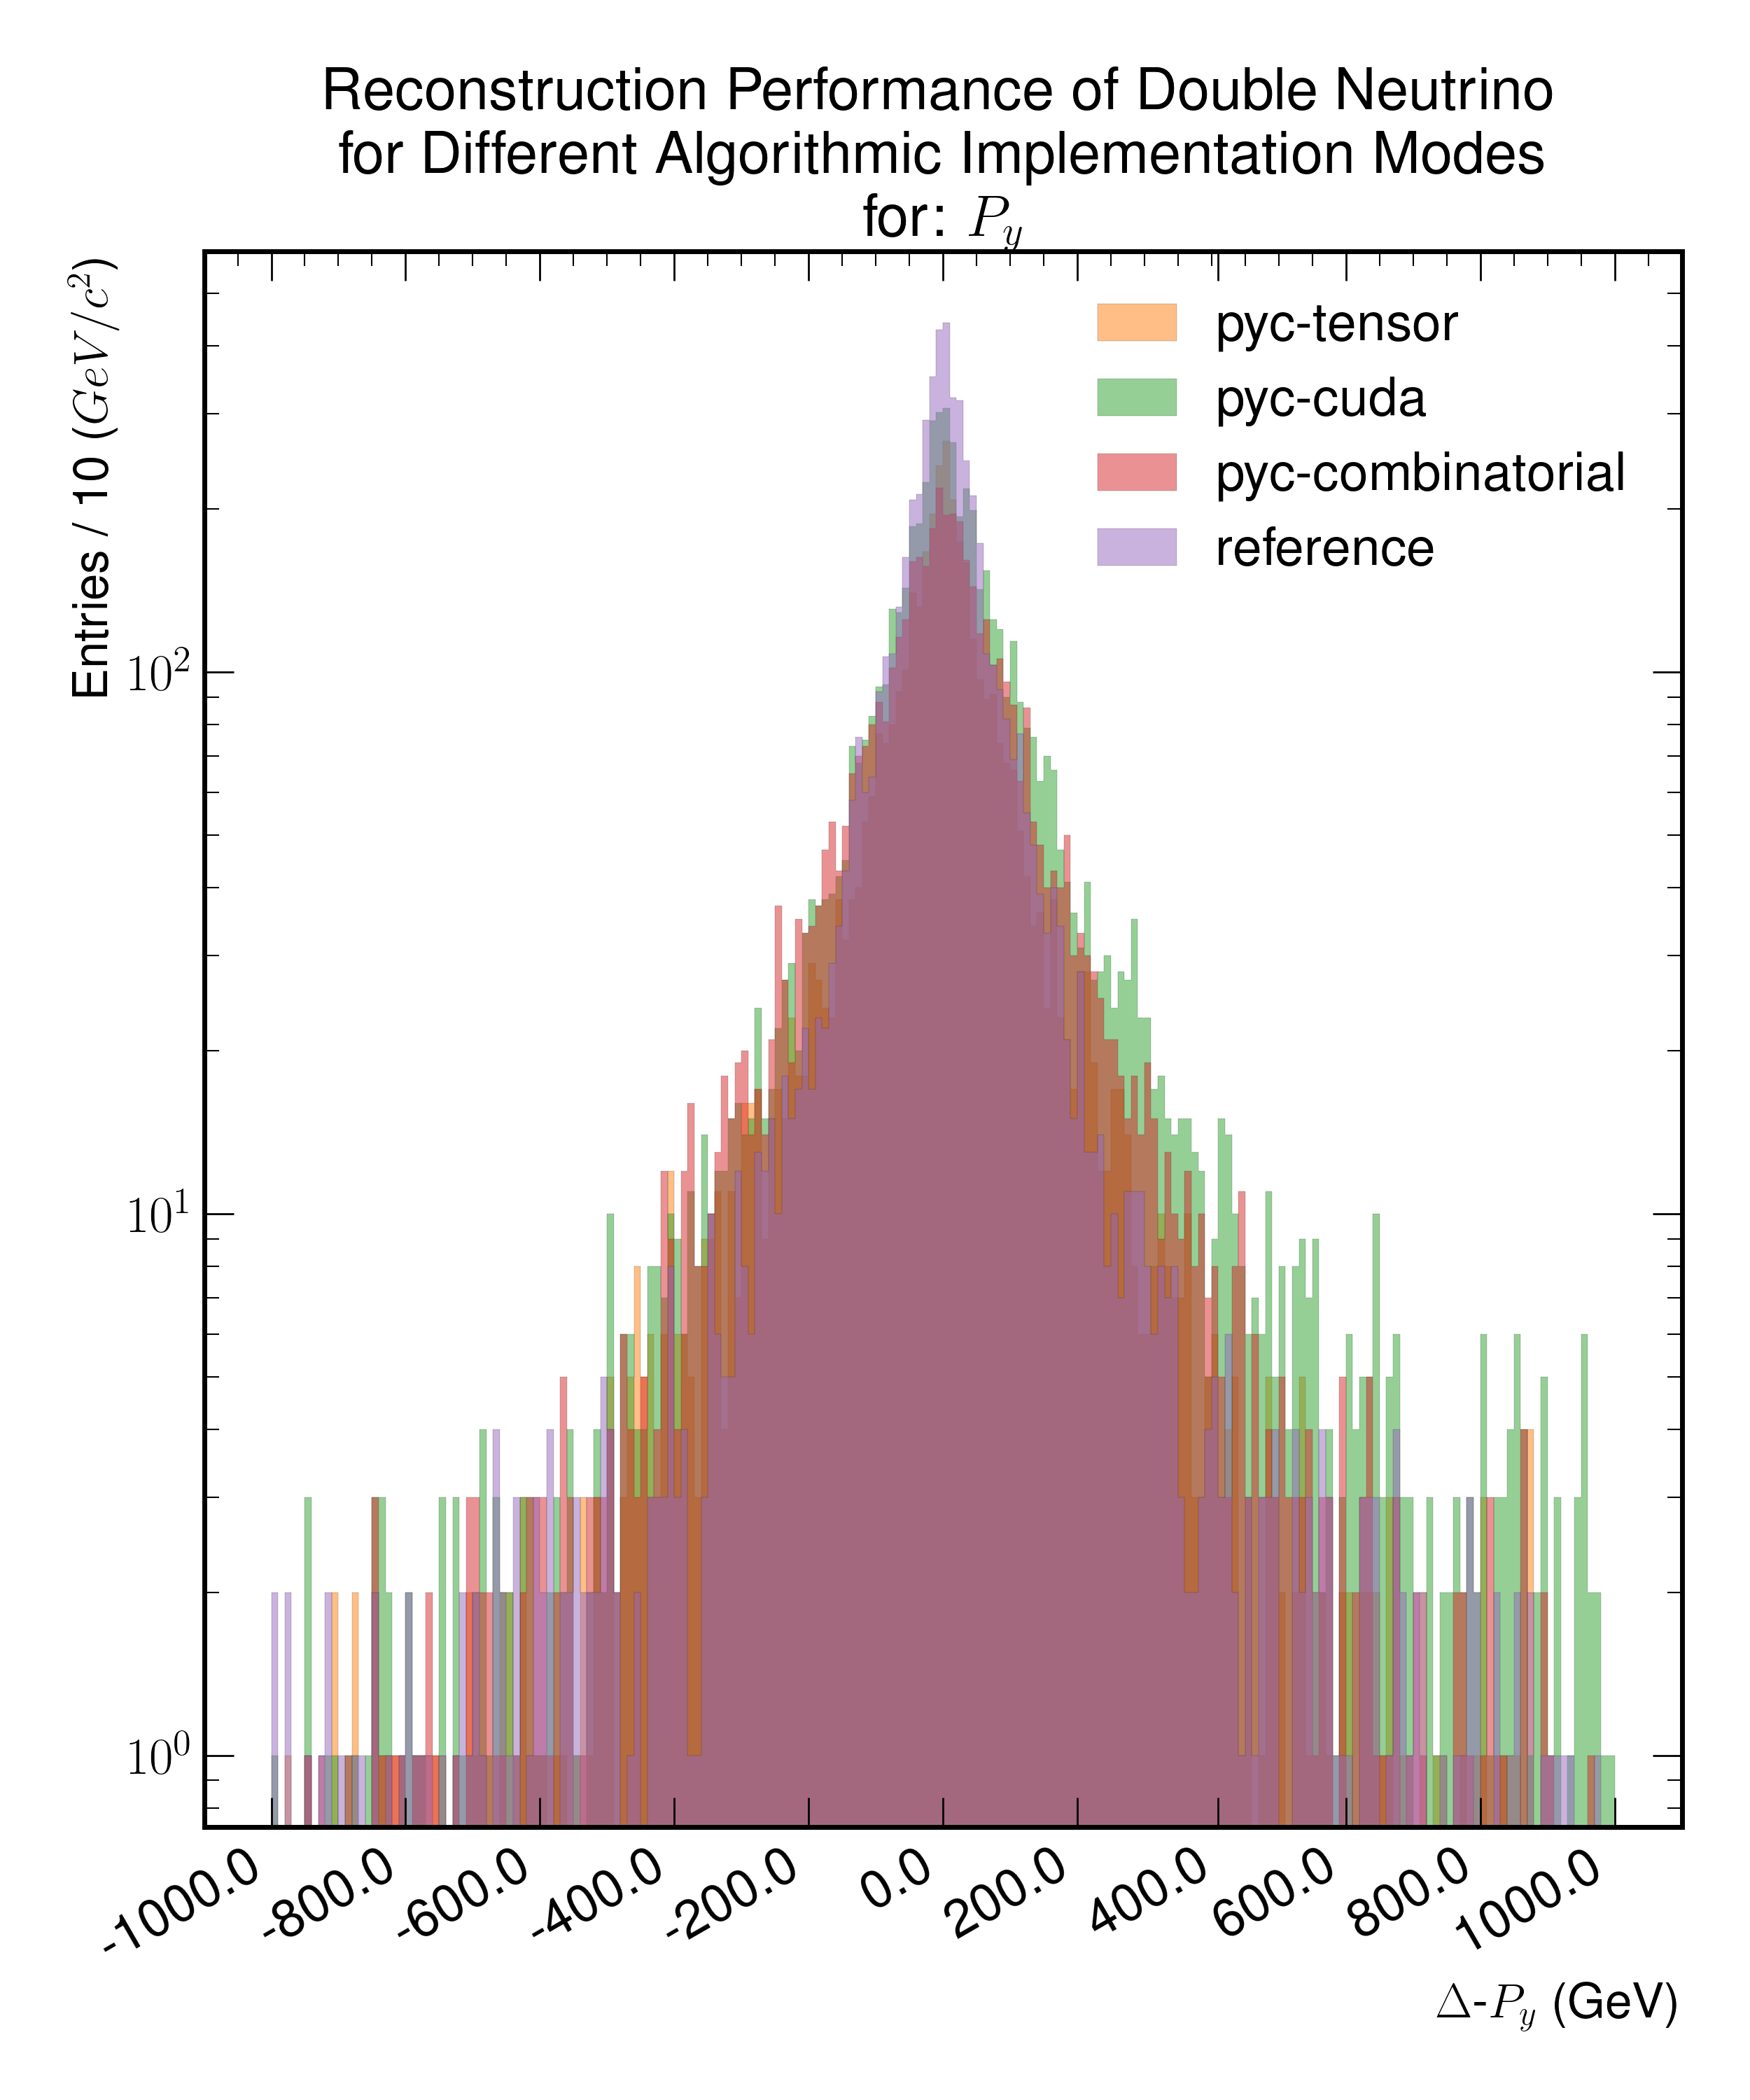 Reconstruction Performance of Double Neutrino
for Different Algorithmic Implementation Modes
for: $P_y$
Entries / 10 ($GeV/c^2$)
pyc-tensor
pyc-cuda
pyc-combinatorial
reference
$10^2$
$10^1$
$10^0$
-1000.0 -800.0 -600.0 -400.0 -200.0 0.0 200.0 400.0 600.0 800.0 1000.0
$\Delta$-$P_y$ (GeV)